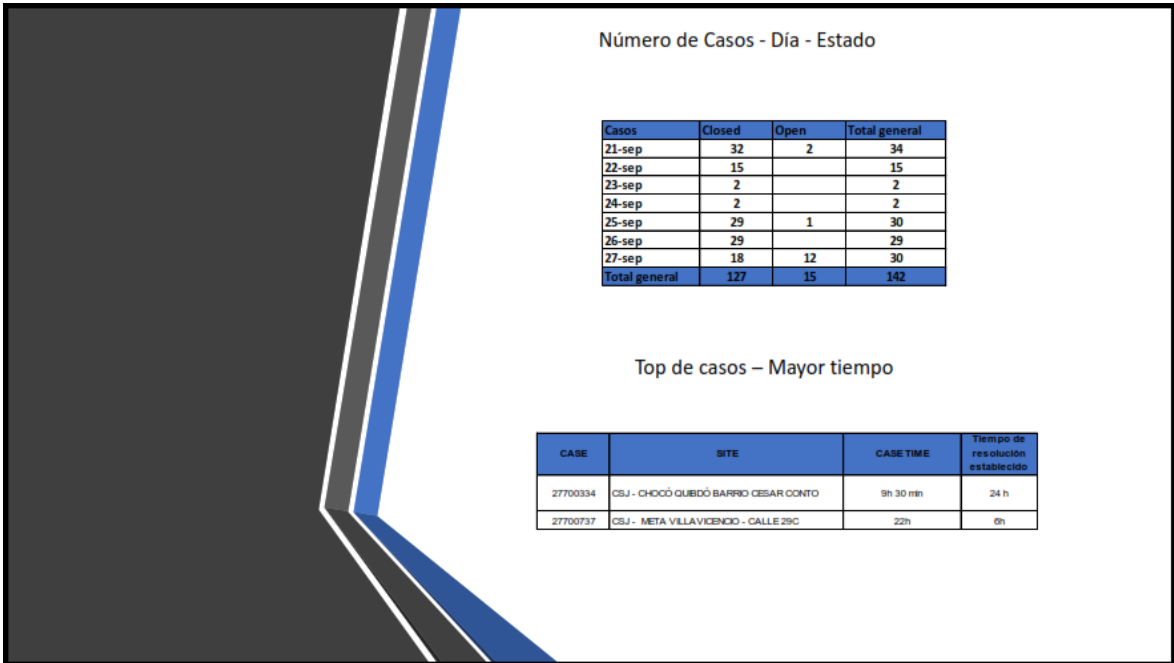 Número de Casos - Día - Estado
Casos Closed Open Total general
21-sep 32 2 34
22-sep 15 15
23-sep 2 2
24-sep 2 2
25-sep 29 1 30
26-sep 29 29
27-sep 18 12 30
Total general 127 15 142
Top de casos – Mayor tiempo
CASE SITE CASE TIME Tiempo de
resolución
establecido
27700334 CSJ - CHOCÓ QUIBDÓ BARRIO CESAR CONTO 9h 30 min 24 h
27700737 CSJ - META VILLAVICENCIO - CALLE 29C 22h 6h